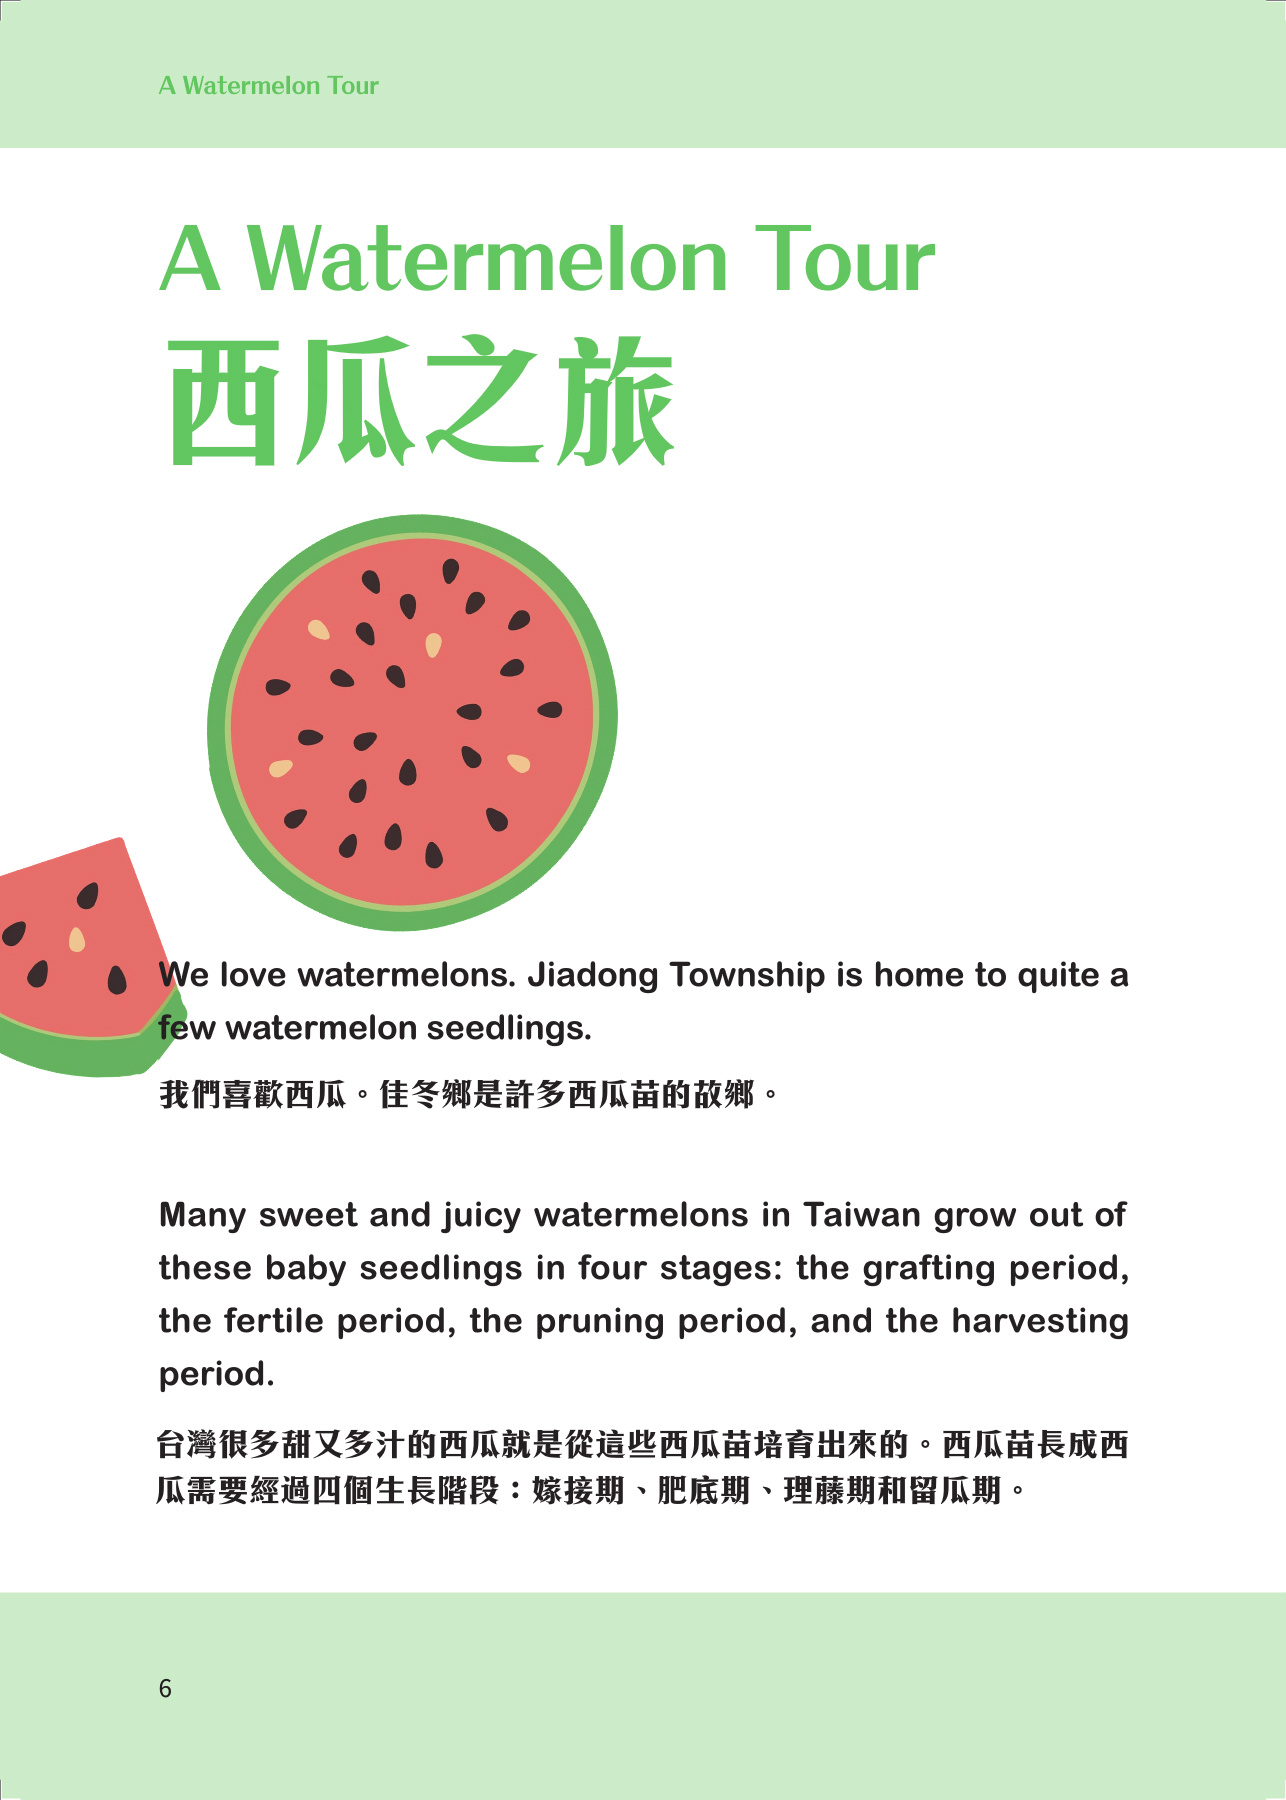 A Watermelon Tour
A Watermelon Tour
西瓜之旅
We love watermelons. Jiadong Township is home to quite a
few watermelon seedlings.
我們喜歡西瓜。佳冬鄉是許多西瓜苗的故鄉。
Many sweet and juicy watermelons in Taiwan grow out of
these baby seedlings in four stages: the grafting period,
the fertile period, the pruning period, and the harvesting
period.
台灣很多甜又多汁的西瓜就是從這些西瓜苗培育出來的。西瓜苗長成西
瓜需要經過四個生長階段：嫁接期、肥底期、理藤期和留瓜期。
6